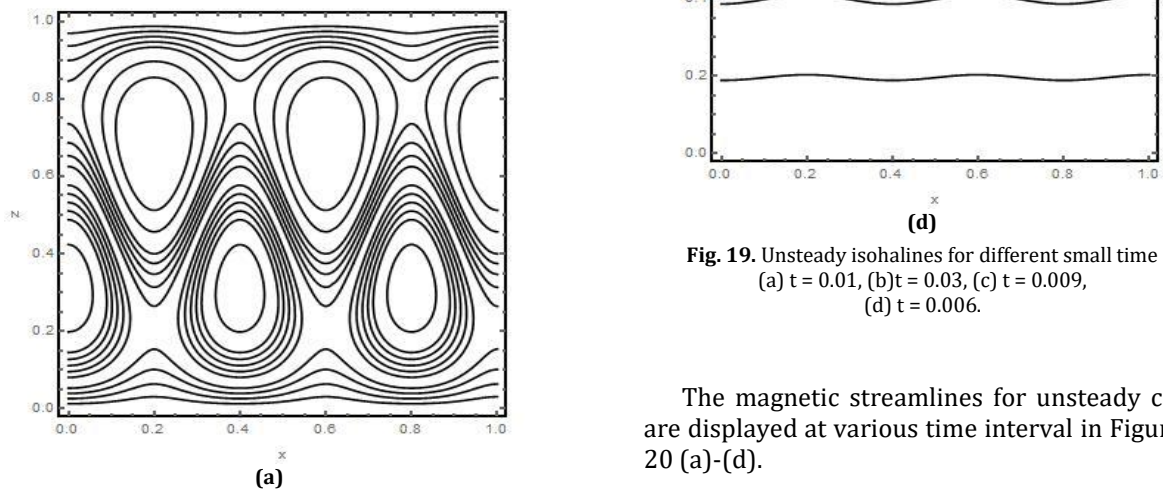 1.0
0.8
0.6
z
0.4
0.2
0.0
0.0 0.2 0.4 0.6 0.8 1.0
x
(a)
0.2
0.0
0.0 0.2 0.4 0.6 0.8 1.0
x
(d)
Fig. 19. Unsteady isohalines for different small time
(a) t = 0.01, (b)t = 0.03, (c) t = 0.009,
(d) t = 0.006.
The magnetic streamlines for unsteady c
are displayed at various time interval in Figur
20 (a)-(d).